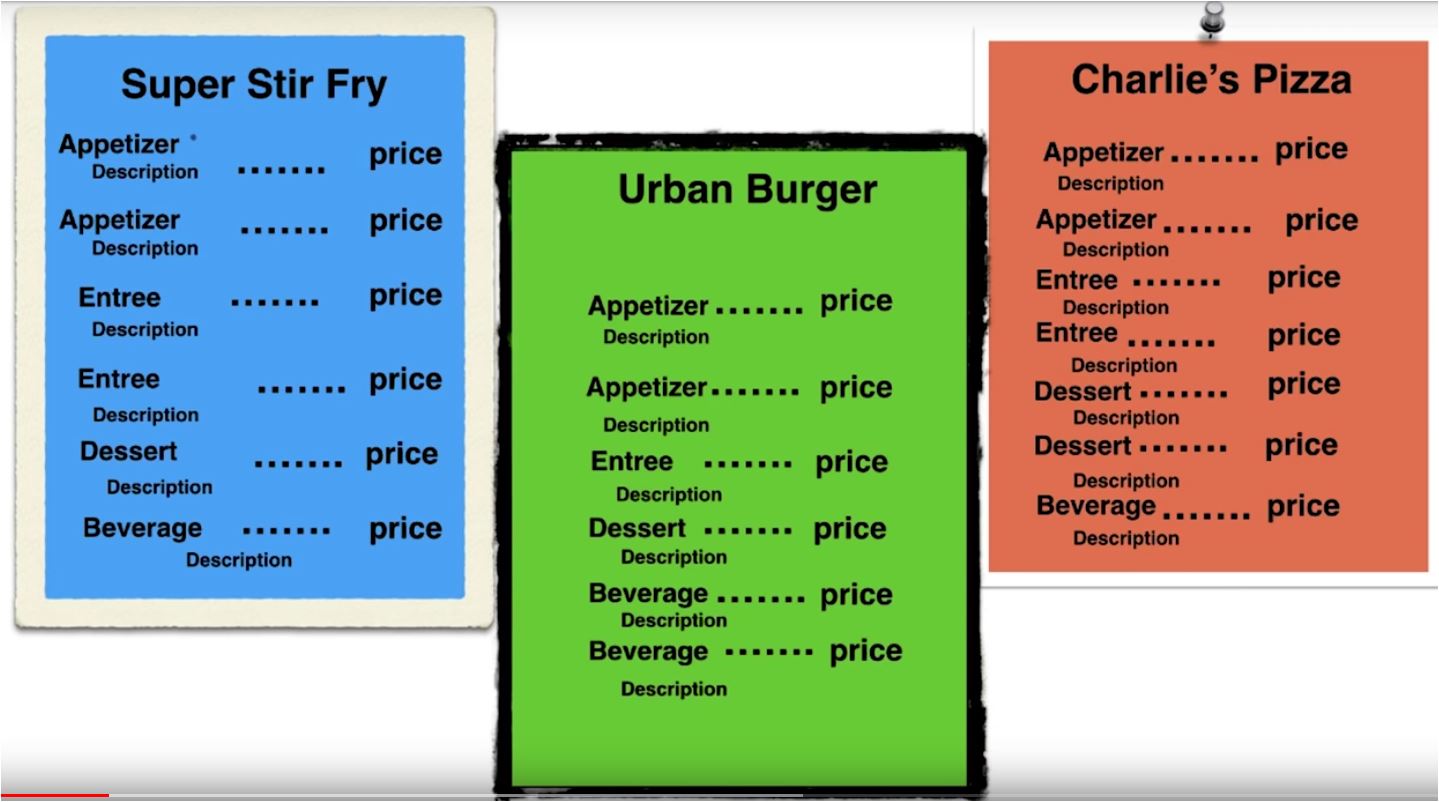 Super Stir Fry
Appetizer ....... price
Description
Appetizer ....... price
Description
Entree ....... price
Description
Entree ....... price
Description
Dessert ....... price
Description
Beverage ....... price
Description
Urban Burger
Appetizer ....... price
Description
Appetizer ....... price
Description
Entree ....... price
Description
Dessert ....... price
Description
Beverage ....... price
Description
Beverage ....... price
Description
Charlie’s Pizza
Appetizer ....... price
Description
Appetizer ....... price
Description
Entree ....... price
Description
Entree ....... price
Description
Dessert ....... price
Description
Dessert ....... price
Description
Beverage ....... price
Description